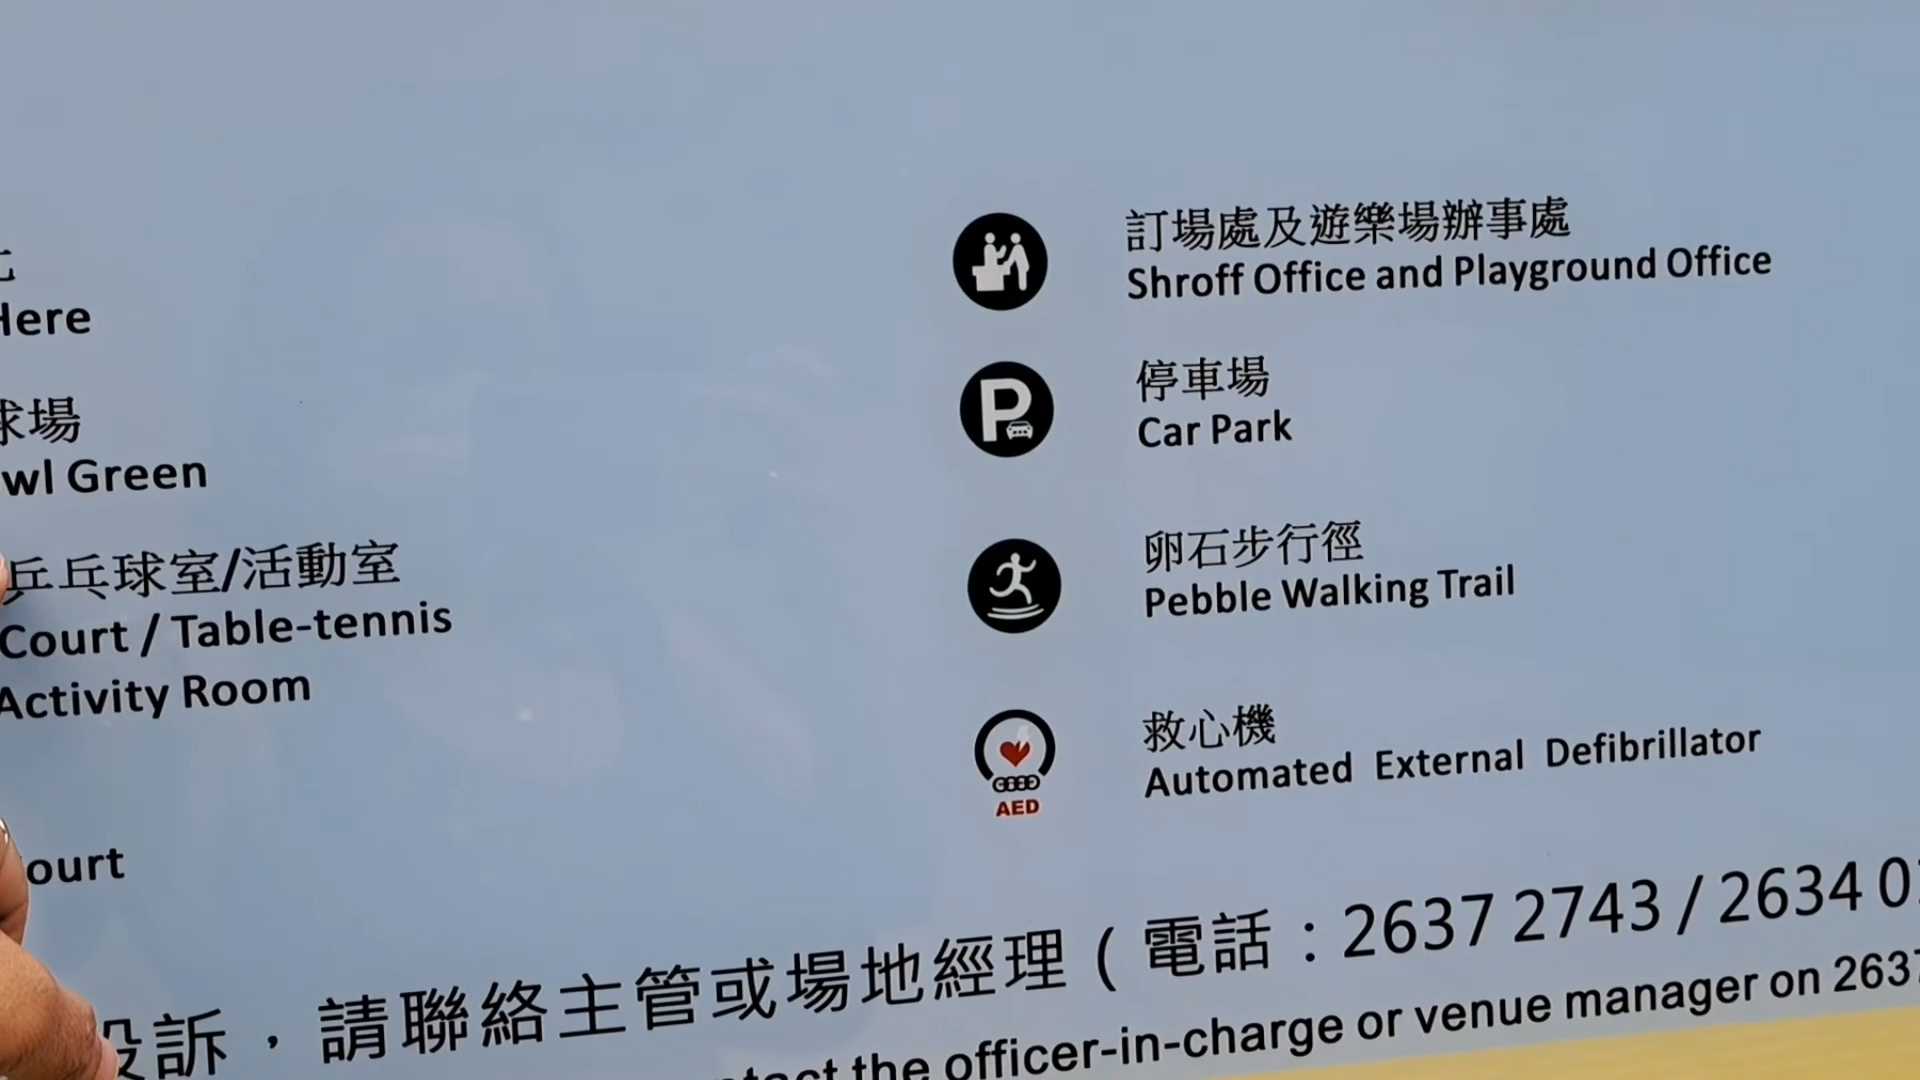 Here
球場
Green
乒乓球室/活動室
Court / Table-tennis
Activity Room
訂場處及遊樂場辦事處
Shroff Office and Playground Office
P
停車場
Car Park
卵石步行徑
Pebble Walking Trail
AED
救心機
Automated External Defibrillator
投訴，請聯絡主管或場地經理（電話：2637 2743 / 2634
the officer-in-charge or venue manager on 2637